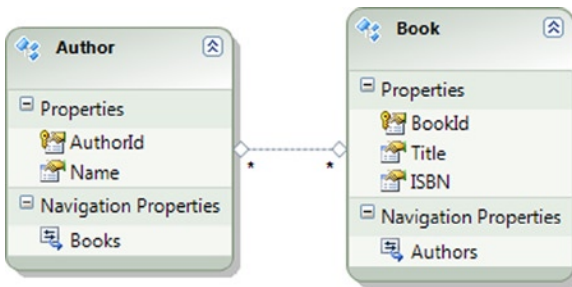 Author
Properties
AuthorId
Name
Navigation Properties
Books
*
*
Book
Properties
BookId
Title
ISBN
Navigation Properties
Authors